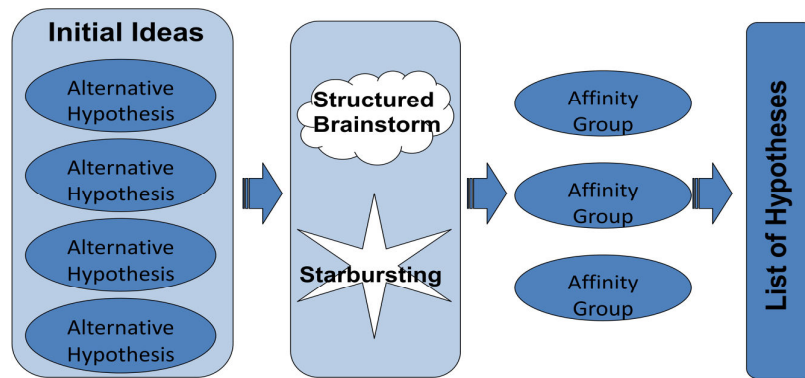 Initial Ideas
Alternative
Hypothesis
Alternative
Hypothesis
Alternative
Hypothesis
Alternative
Hypothesis
Structured
Brainstorm
Starbursting
Affinity
Group
Affinity
Group
Affinity
Group
List of Hypotheses